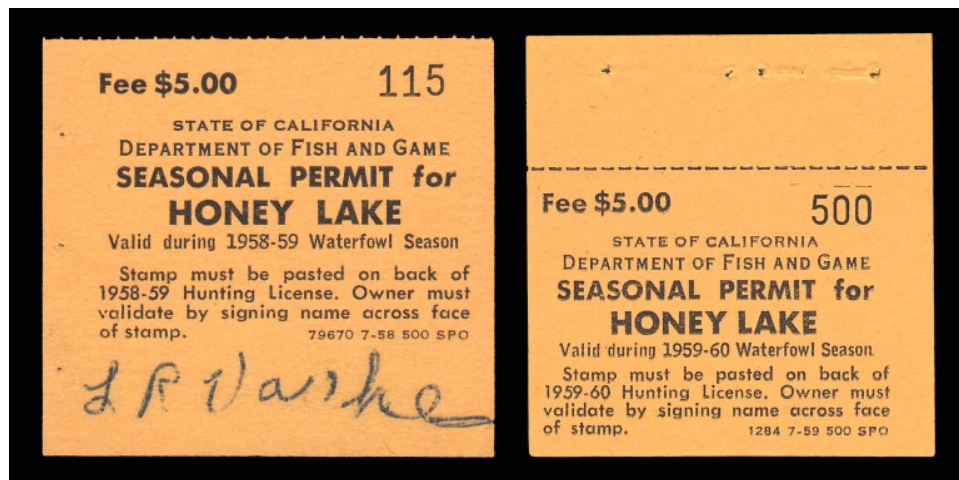 Fee $5.00 115
STATE OF CALIFORNIA
DEPARTMENT OF FISH AND GAME
SEASONAL PERMIT for
HONEY LAKE
Valid during 1958-59 Waterfowl Season
Stamp must be pasted on back of
1958-59 Hunting License. Owner must
validate by signing name across face
of stamp. 79670 7-58 500 SPO
L R Vaske
Fee $5.00 500
STATE OF CALIFORNIA
DEPARTMENT OF FISH AND GAME
SEASONAL PERMIT for
HONEY LAKE
Valid during 1959-60 Waterfowl Season
Stamp must be pasted on back of
1959-60 Hunting License. Owner must
validate by signing name across face
of stamp. 1284 7-59 500 SPO